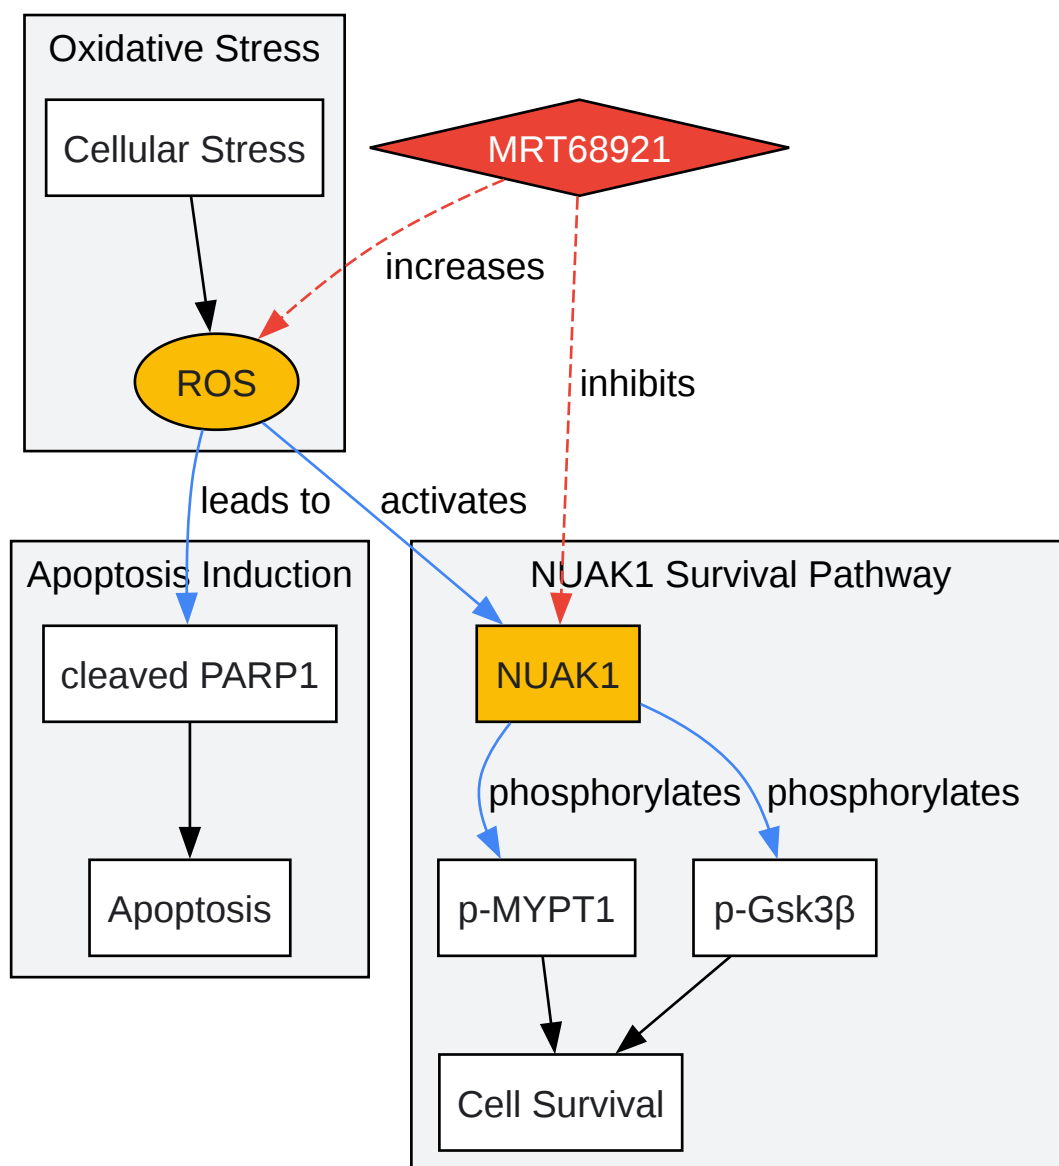 Oxidative Stress
Cellular Stress
MRT68921
increases
ROS
inhibits
leads to
activates
Apoptosis Induction
NUAK1 Survival Pathway
cleaved PARP1
NUAK1
phosphorylates
phosphorylates
Apoptosis
p-MYPT1
p-Gsk3β
Cell Survival